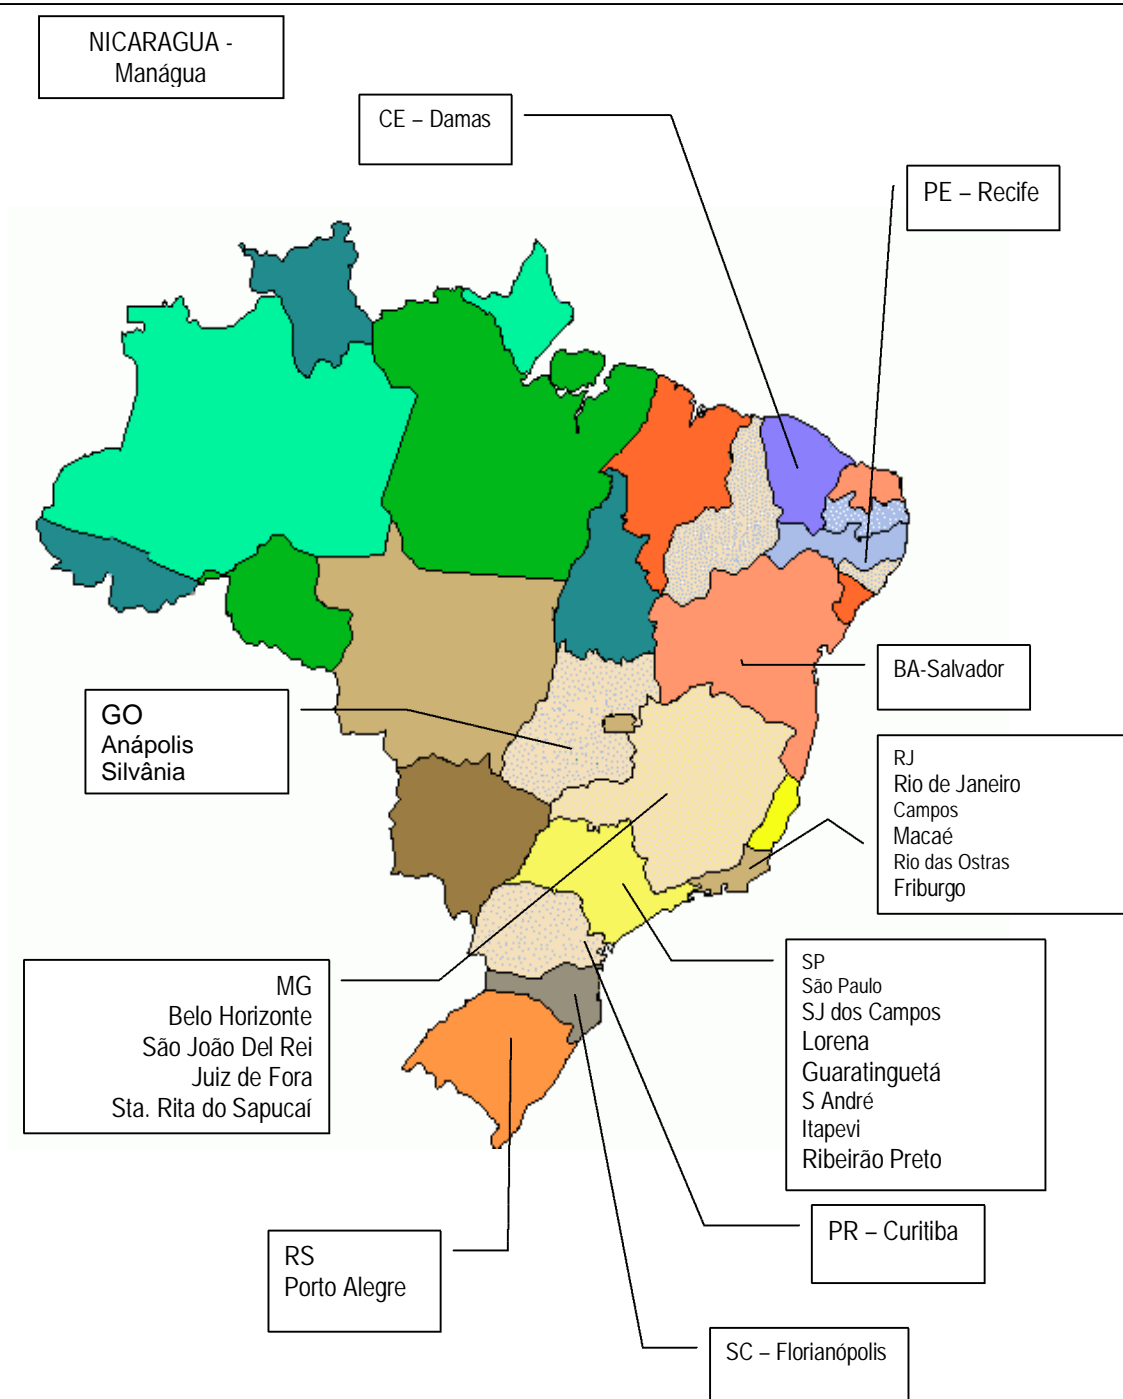 NICARAGUA -
Manágua
CE – Damas
PE – Recife
BA-Salvador
GO
Anápolis
Silvânia
RJ
Rio de Janeiro
Campos
Macaé
Rio das Ostras
Friburgo
MG
Belo Horizonte
São João Del Rei
Juiz de Fora
Sta. Rita do Sapucaí
SP
São Paulo
SJ dos Campos
Lorena
Guaratinguetá
S André
Itapevi
Ribeirão Preto
PR – Curitiba
RS
Porto Alegre
SC – Florianópolis